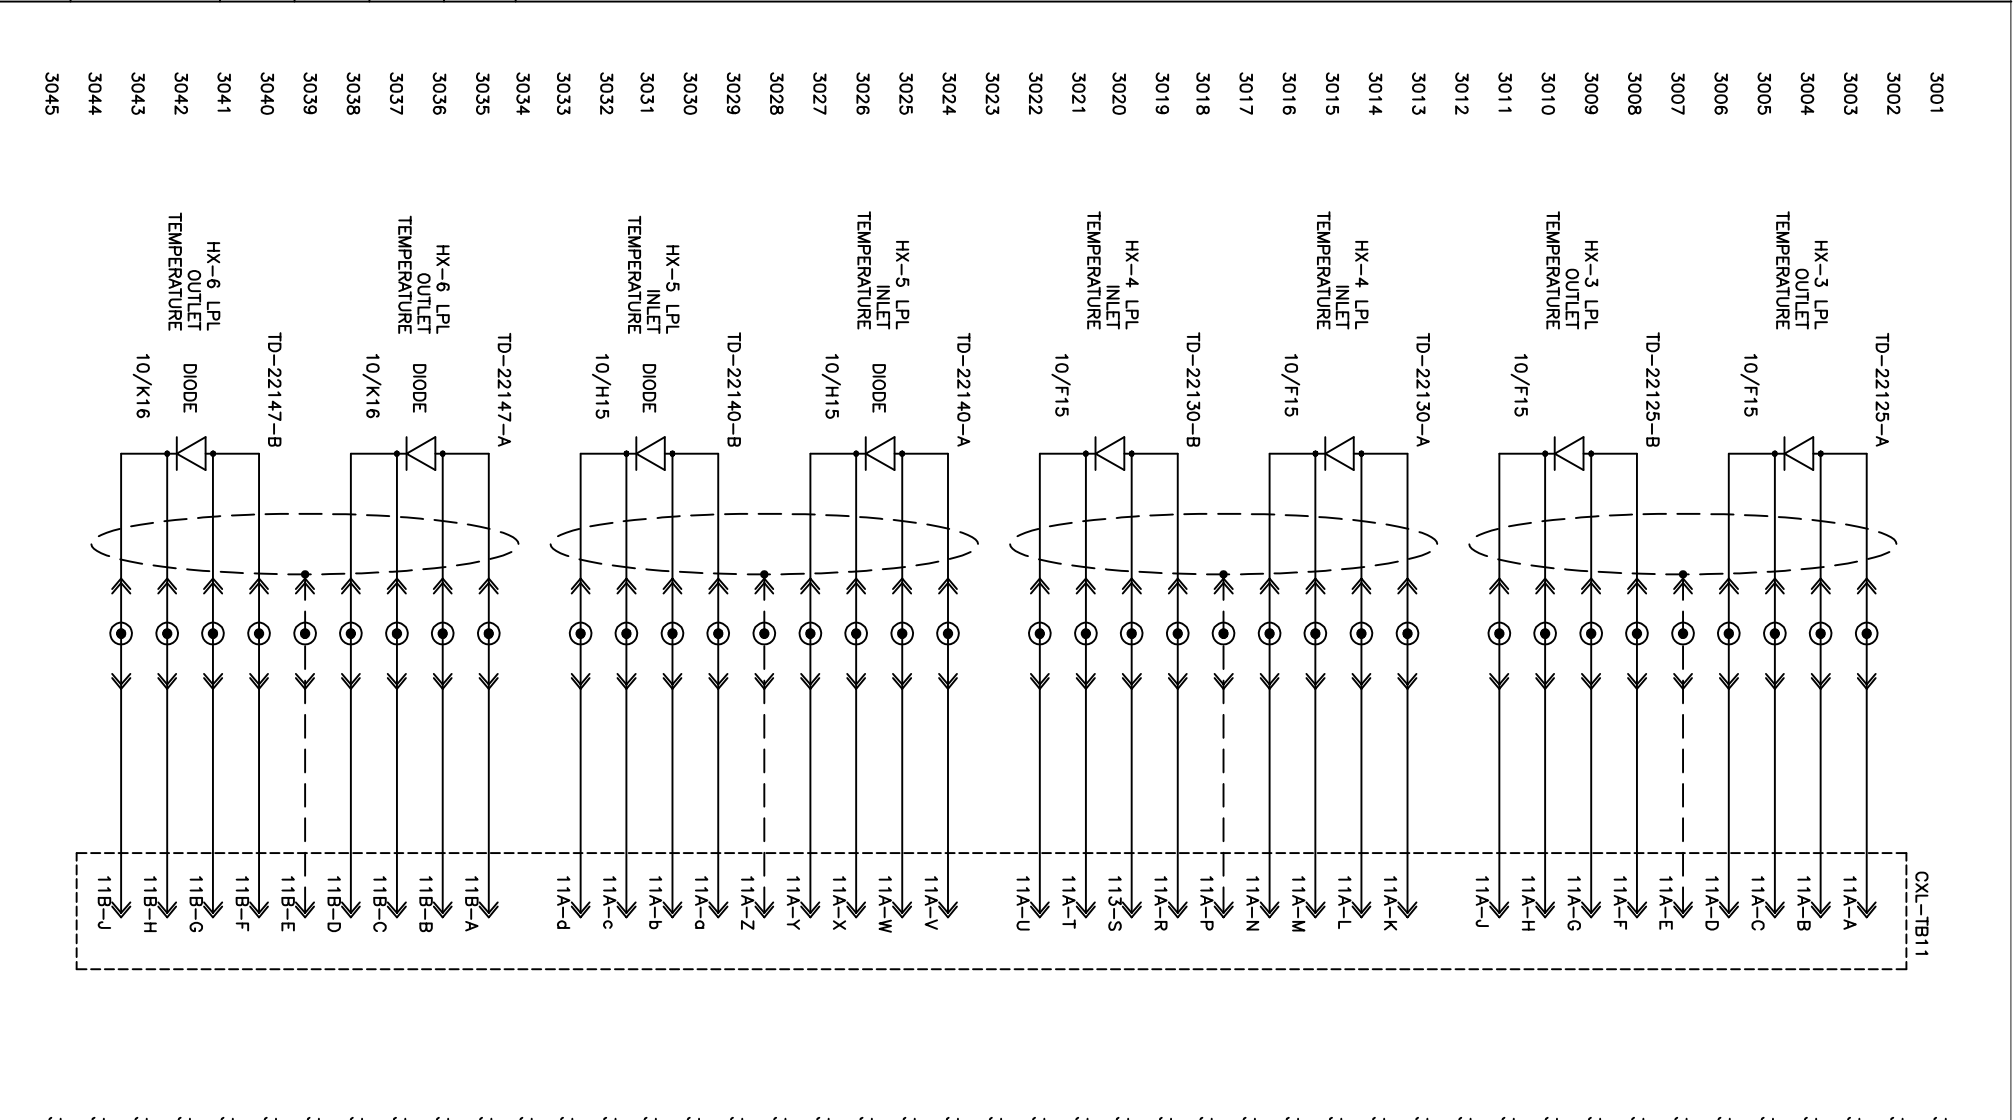 3001
3002
3003
3004
3005
3006
3007
3008
3009
3010
3011
3012
3013
3014
3015
3016
3017
3018
3019
3020
3021
3022
3023
3024
3025
3026
3027
3028
3029
3030
3031
3032
3033
3034
3035
3036
3037
3038
3039
3040
3041
3042
3043
3044
3045
TD-22125-A
HX-3 LPL
OUTLET
TEMPERATURE
10/F15
TD-22125-B
HX-3 LPL
OUTLET
TEMPERATURE
10/F15
TD-22130-A
HX-4 LPL
INLET
TEMPERATURE
10/F15
TD-22130-B
HX-4 LPL
INLET
TEMPERATURE
10/F15
TD-22140-A
HX-5 LPL
INLET
TEMPERATURE
DIODE
10/H15
TD-22140-B
HX-5 LPL
INLET
TEMPERATURE
DIODE
10/H15
TD-22147-A
HX-6 LPL
OUTLET
TEMPERATURE
DIODE
10/K16
TD-22147-B
HX-6 LPL
OUTLET
TEMPERATURE
DIODE
10/K16
CXL-TB11
11A-A
11A-B
11A-C
11A-D
11A-E
11A-F
11A-G
11A-H
11A-J
11A-K
11A-L
11A-M
11A-N
11A-P
11A-R
113-S
11A-T
11A-U
11A-V
11A-W
11A-X
11A-Y
11A-Z
11A-a
11A-b
11A-c
11A-d
11B-A
11B-B
11B-C
11B-D
11B-E
11B-F
11B-G
11B-H
11B-J